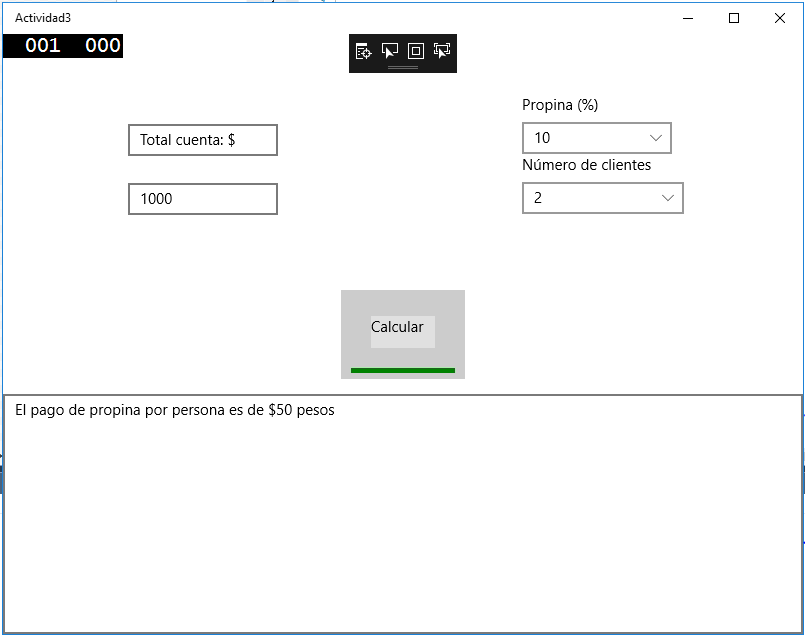 Actividad3
001 000
Propina (%)
Total cuenta: $
10
Número de clientes
1000
2
Calcular
El pago de propina por persona es de $50 pesos